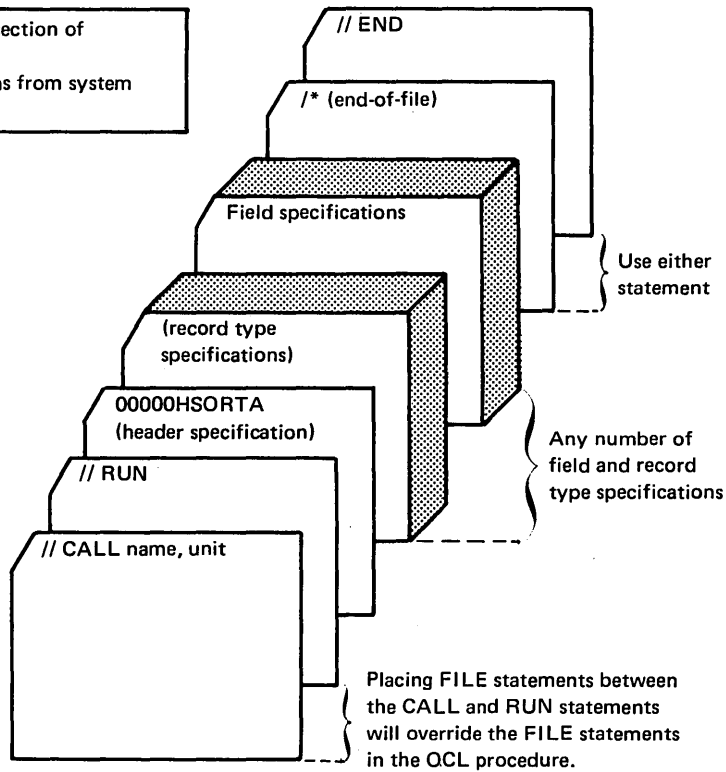 ection of
s from system
// END
/* (end-of-file)
Field specifications
Use either
statement
(record type
specifications)
00000HSORTA
(header specification)
Any number of
field and record
type specifications
// RUN
// CALL name, unit
Placing FILE statements between
the CALL and RUN statements
will override the FILE statements
in the OCL procedure.